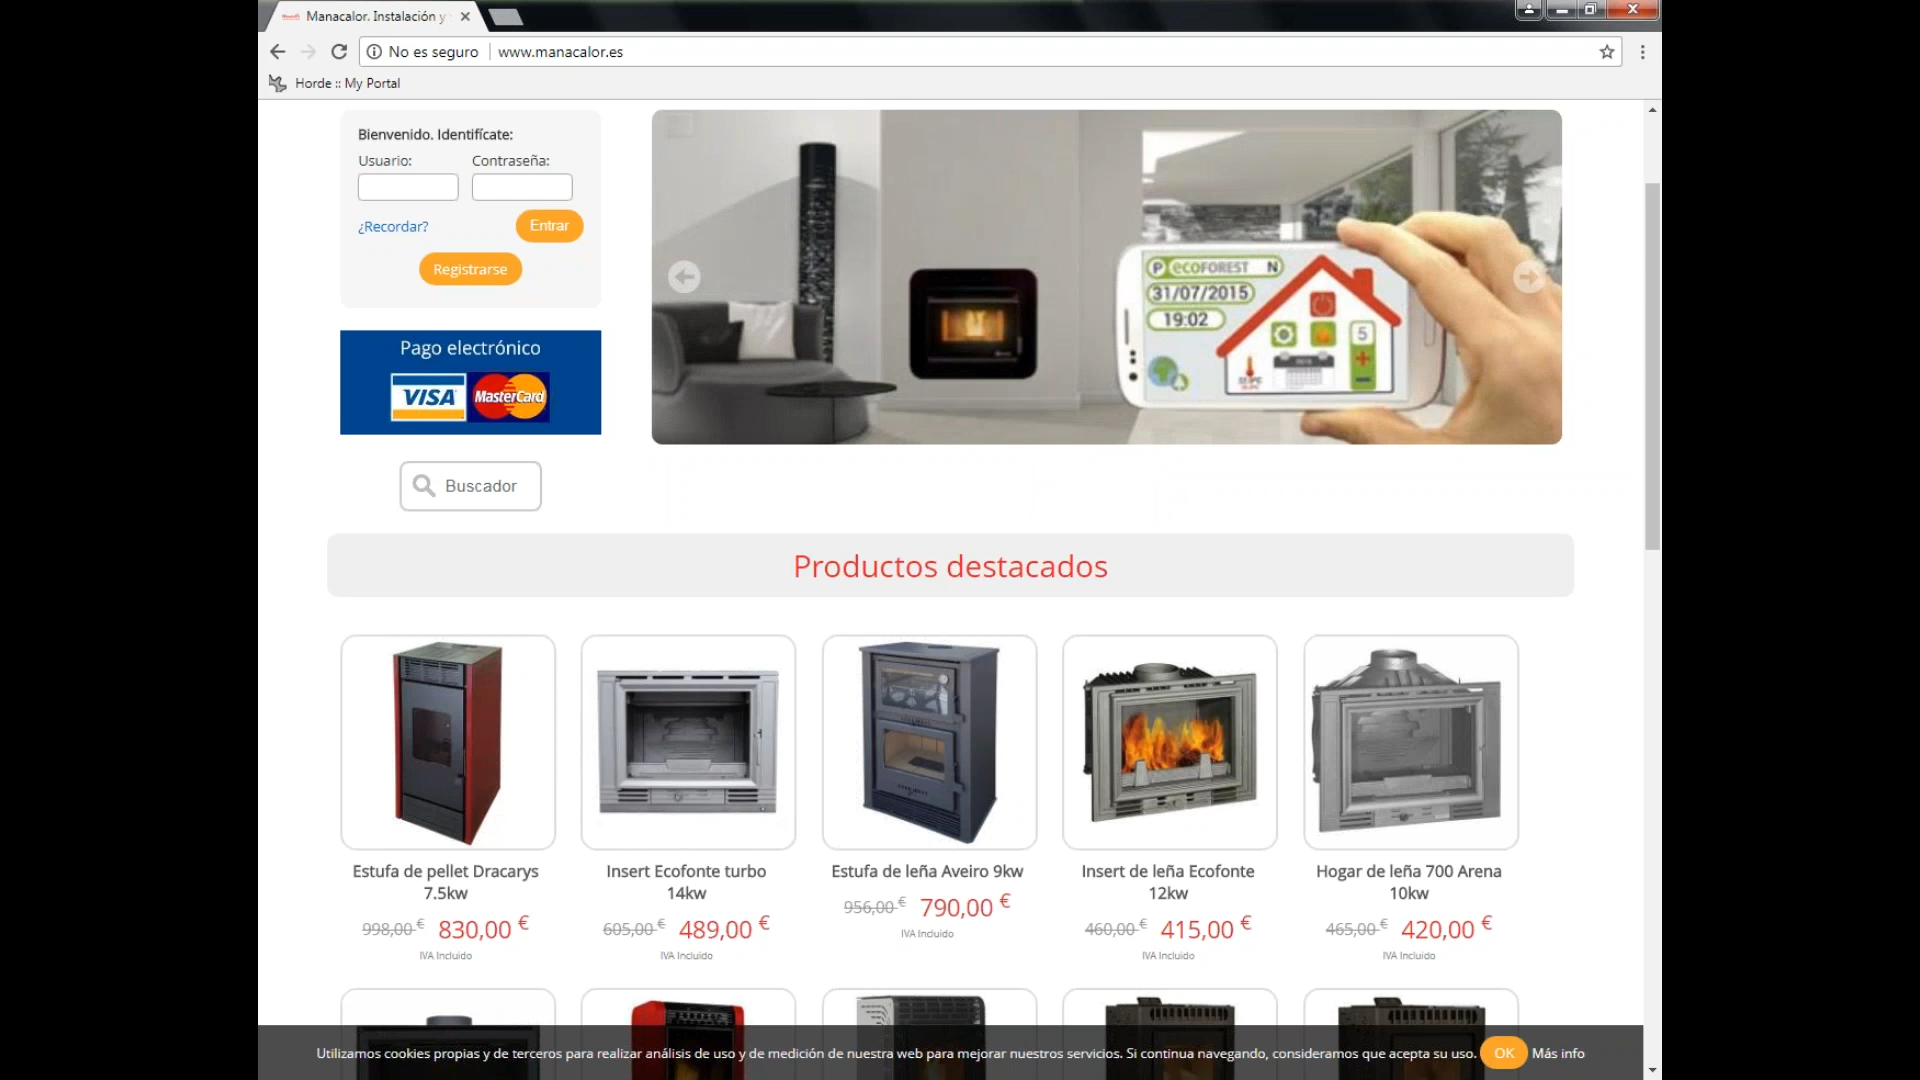 Manacalor. Instalación y
No es seguro | www.manacalor.es
Horde :: My Portal
Bienvenido. Identifícate:
Usuario: Contraseña:
¿Recordar? Entrar
Registrarse
Pago electrónico
VISA MasterCard
Buscador
P ecoFOREST N
31/07/2015
19:02
5
Productos destacados
Estufa de pellet Dracarys
7.5kw
998,00 € 830,00 €
IVA Incluido
Insert Ecofonte turbo
14kw
605,00 € 489,00 €
IVA Incluido
Estufa de leña Aveiro 9kw
956,00 € 790,00 €
IVA Incluido
Insert de leña Ecofonte
12kw
460,00 € 415,00 €
IVA Incluido
Hogar de leña 700 Arena
10kw
465,00 € 420,00 €
IVA Incluido
Utilizamos cookies propias y de terceros para realizar análisis de uso y de medición de nuestra web para mejorar nuestros servicios. Si continua navegando, consideramos que acepta su uso. OK Más info